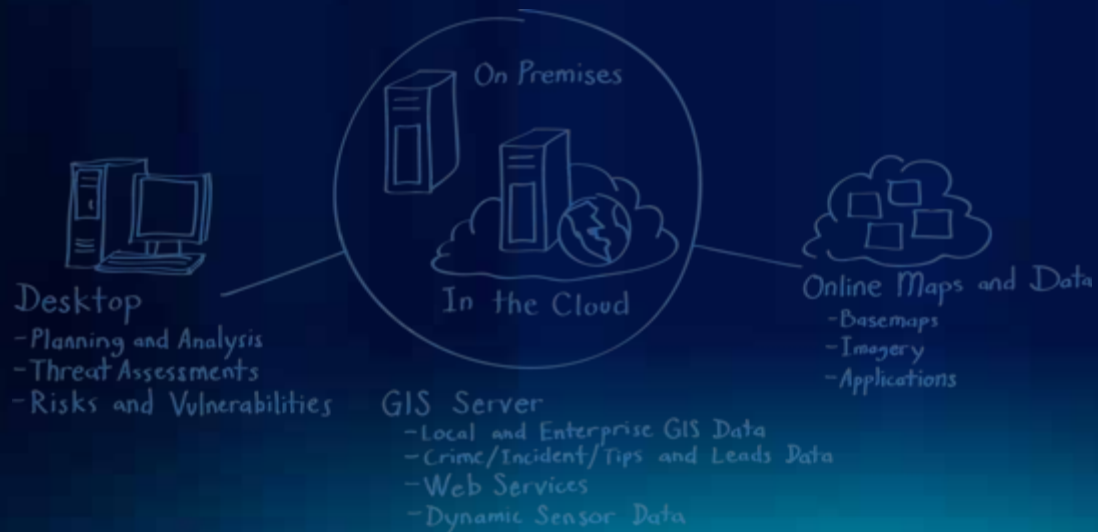 On Premises
In the Cloud
Desktop
-Planning and Analysis
-Threat Assessments
-Risks and Vulnerabilities
GIS Server
-Local and Enterprise GIS Data
-Crime/Incident/Tips and Leads Data
-Web Services
-Dynamic Sensor Data
Online Maps and Data
-Basemaps
-Imagery
-Applications